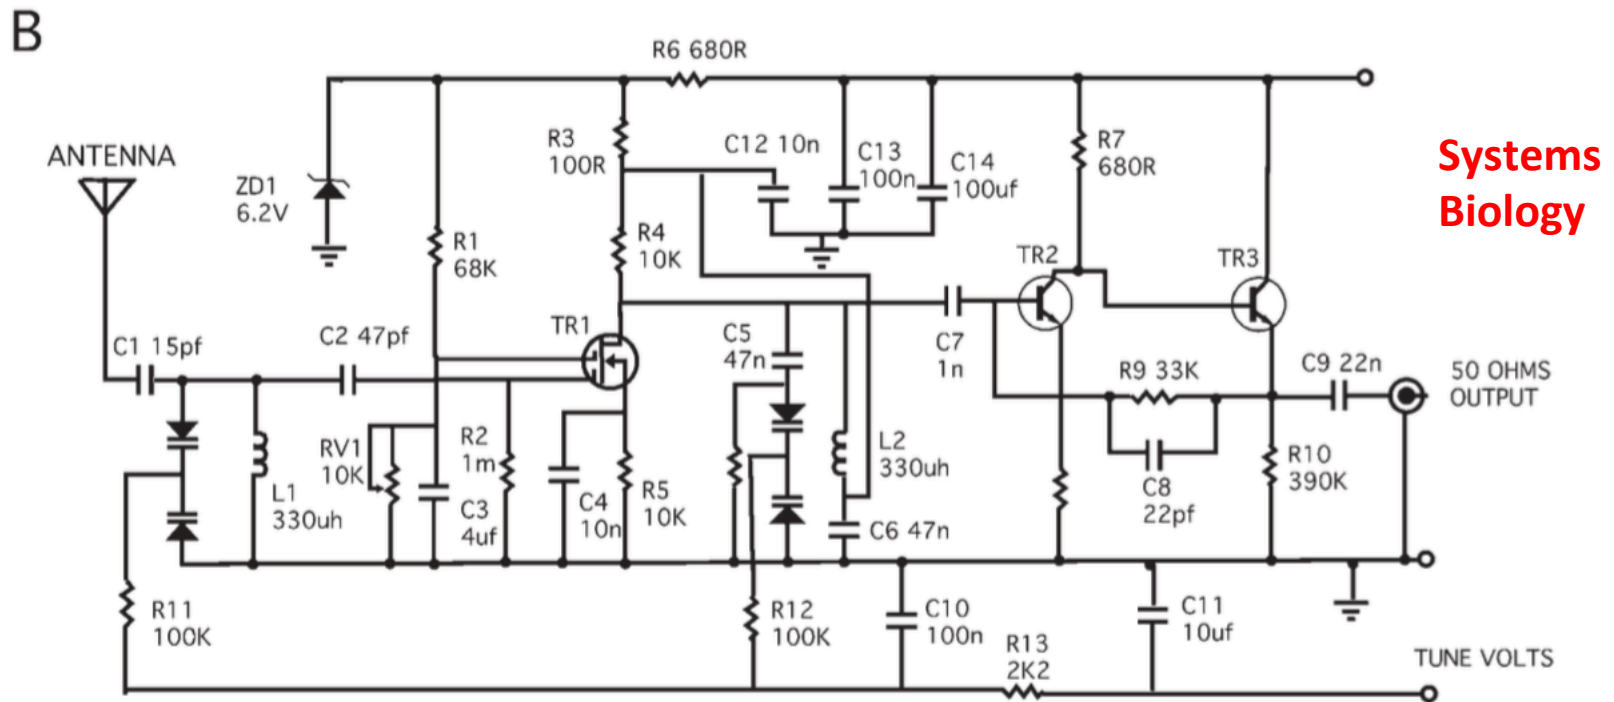 B
R6 680R
ANTENNA
ZD1
6.2V
R3
100R
C12 10n
C13
100n
C14
100uf
R7
680R
Systems
Biology
R1
68K
R4
10K
TR2
TR3
C1 15pf
C2 47pf
TR1
C5
47n
C7
1n
R9 33K
C9 22n
50 OHMS
OUTPUT
RV1
10K
R2
1m
L2
330uh
L1
330uh
C3
4uf
C4
10n
R5
10K
C6 47n
C8
22pf
R10
390K
R11
100K
R12
100K
C10
100n
C11
10uf
R13
2K2
TUNE VOLTS